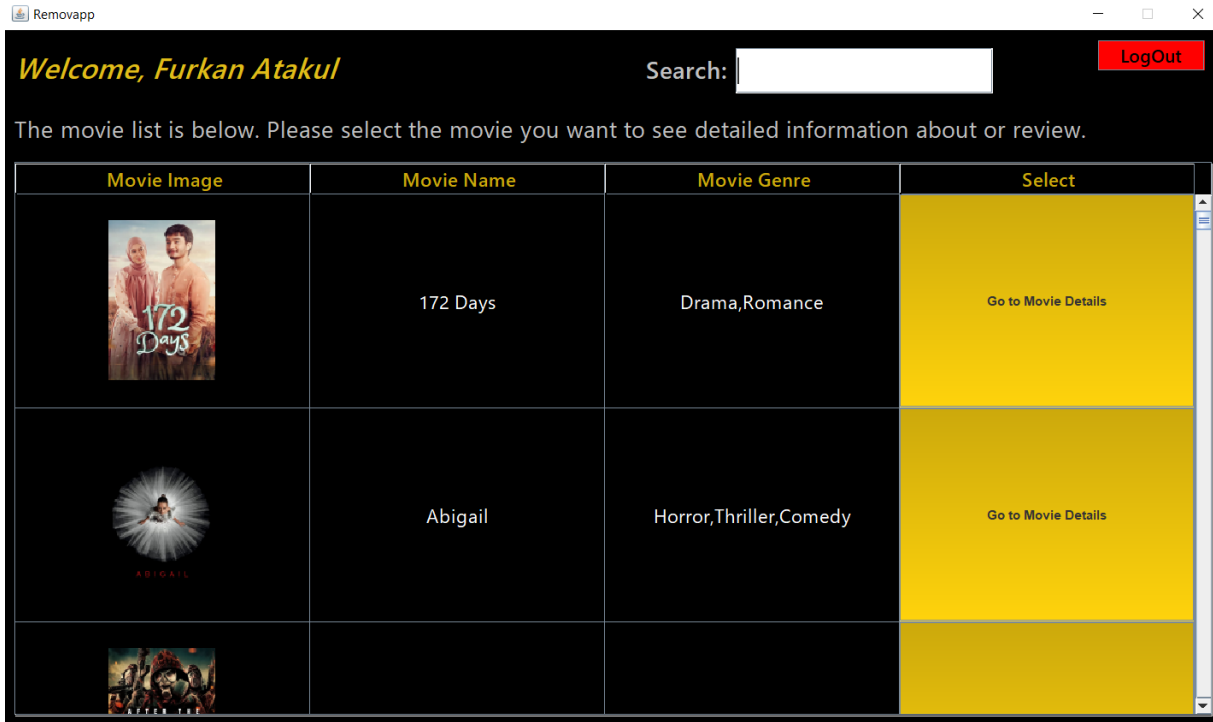 Removapp
Welcome, Furkan Atakul
Search:
LogOut
The movie list is below. Please select the movie you want to see detailed information about or review.
Movie Image Movie Name Movie Genre Select
172
Days
172 Days
Drama,Romance
Go to Movie Details
ABIGAIL
Abigail
Horror,Thriller,Comedy
Go to Movie Details
AFTER THE